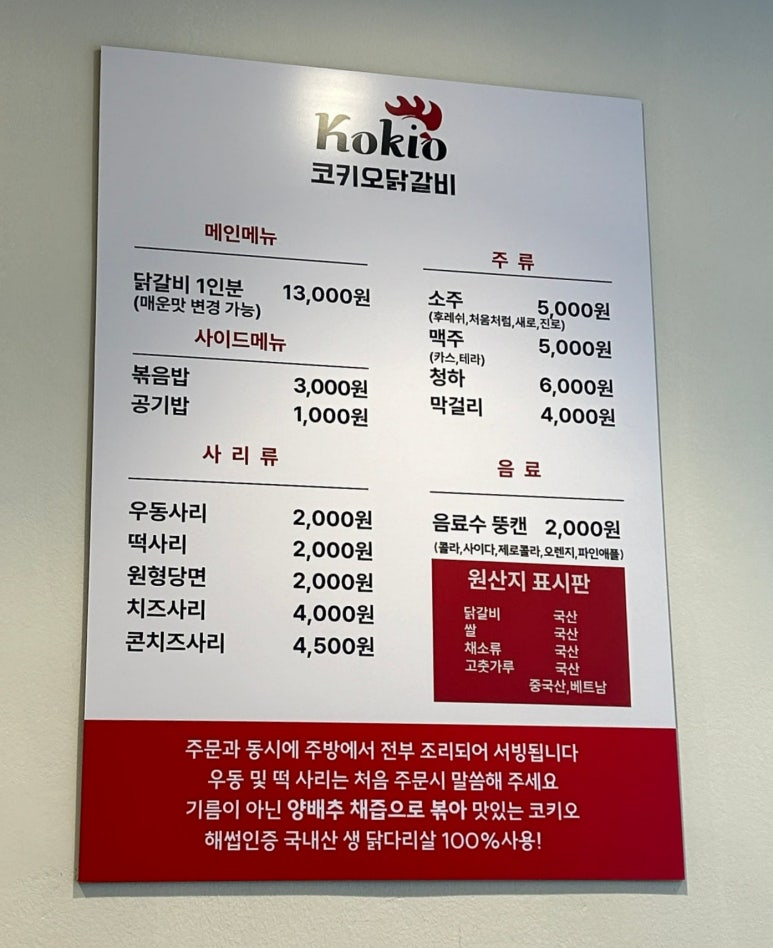 Kokio
코키오닭갈비
메인메뉴
닭갈비 1인분 13,000원
(매운맛 변경 가능)
사이드메뉴
볶음밥 3,000원
공기밥 1,000원
사 리 류
우동사리 2,000원
떡사리 2,000원
원형당면 2,000원
치즈사리 4,000원
콘치즈사리 4,500원
주 류
소주 5,000원
(후레쉬,처음처럼,새로,진로)
맥주 5,000원
(카스,테라)
청하 6,000원
막걸리 4,000원
음 료
음료수 뚱캔 2,000원
(콜라,사이다,제로콜라,오렌지,파인애플)
원산지 표시판
닭갈비 국산
쌀 국산
채소류 국산
고춧가루 국산
중국산,베트남
주문과 동시에 주방에서 전부 조리되어 서빙됩니다
우동 및 떡 사리는 처음 주문시 말씀해 주세요
기름이 아닌 양배추 채즙으로 볶아 맛있는 코키오
해썹인증 국내산 생 닭다리살 100%사용!